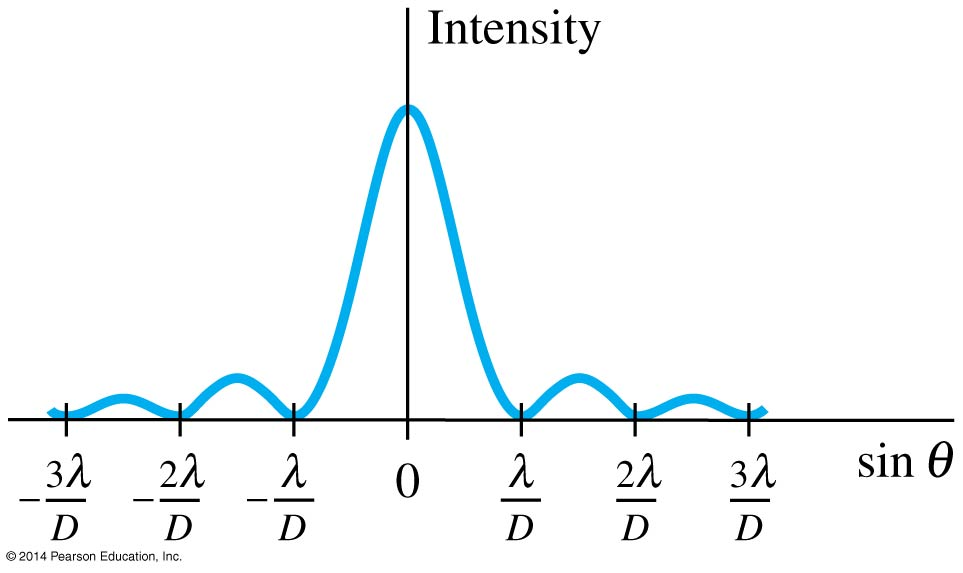 Intensity
sin θ
−3λ/D −2λ/D −λ/D 0 λ/D 2λ/D 3λ/D
© 2014 Pearson Education, Inc.